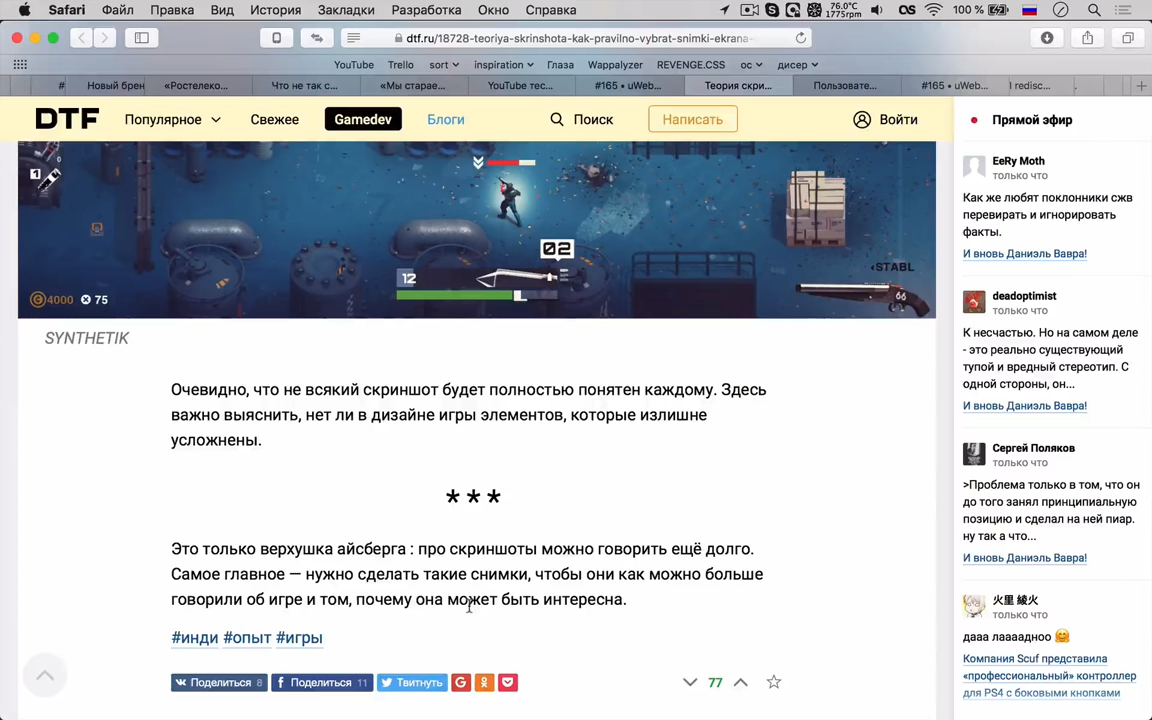 Safari Файл Правка Вид История Закладки Разработка Окно Справка 76.0°C 1775rpm 100 %
dtf.ru/18728-teoriya-skrinshota-kak-pravilno-vybrat-snimki-ekrana-
YouTube Trello sort inspiration Глаза Wappalyzer REVENGE.CSS ос дисер
# Новый брен «Ростелеко... Что не так с... «Мы старае... YouTube тес... #165 • uWeb... Теория скри... Пользовате... #165 • uWeb... I redisc...
DTF Популярное Свежее Gamedev Блоги Поиск Написать Войти
Прямой эфир
1
02
12
4000 75
STABL
66
SYNTHETIK
Очевидно, что не всякий скриншот будет полностью понятен каждому. Здесь
важно выяснить, нет ли в дизайне игры элементов, которые излишне
усложнены.
***
Это только верхушка айсберга : про скриншоты можно говорить ещё долго.
Самое главное — нужно сделать такие снимки, чтобы они как можно больше
говорили об игре и том, почему она может быть интересна.
#инди #опыт #игры
Поделиться 8 Поделиться 11 Твитнуть 77
EeRy Moth
только что
Как же любят поклонники сжв
перевирать и игнорировать
факты.
И вновь Даниэль Вавра!
deadoptimist
только что
К несчастью. Но на самом деле
- это реально существующий
тупой и вредный стереотип. С
одной стороны, он...
И вновь Даниэль Вавра!
Сергей Поляков
только что
>Проблема только в том, что он
до того занял принципиальную
позицию и сделал на ней пиар.
ну так а что...
И вновь Даниэль Вавра!
火里 綾火
только что
дааа лааааdноо
Компания Scuf представила
«профессиональный» контроллер
для PS4 с боковыми кнопками